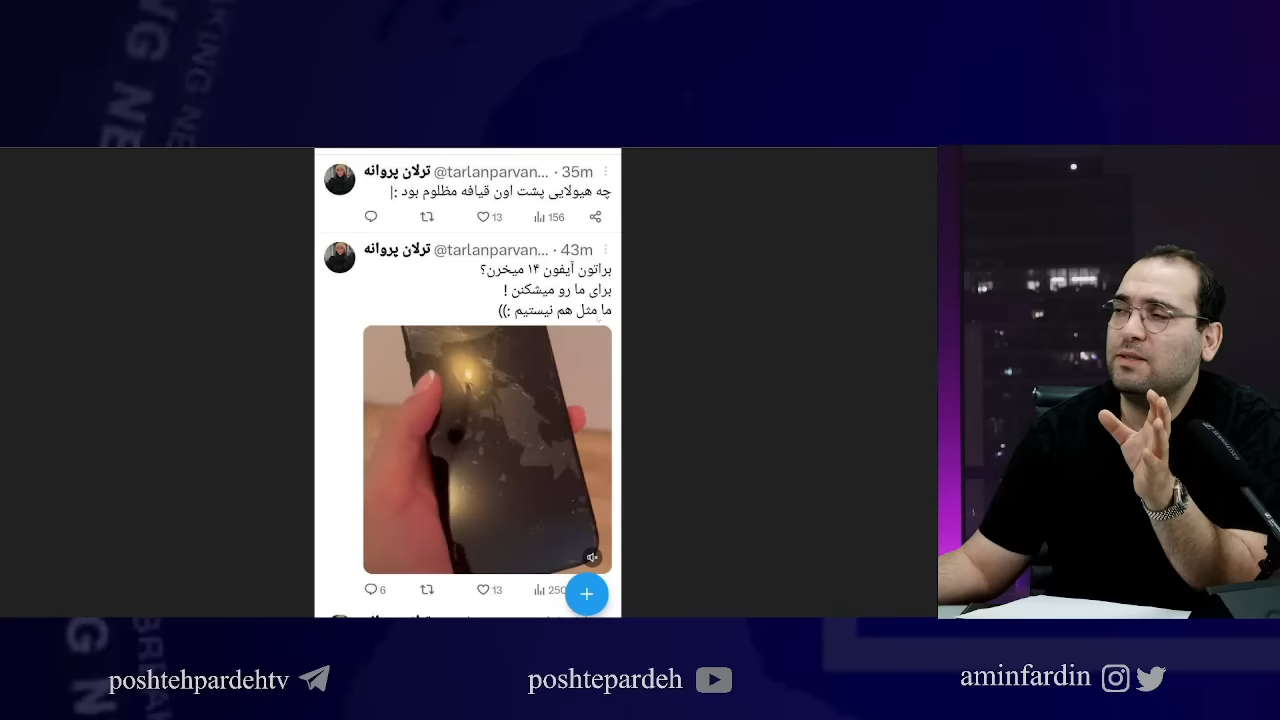 ترلان پروانه @tarlanparvan... · 35m
چه هیولایی پشت اون قیافه مظلوم بود :|
13 156
ترلان پروانه @tarlanparvan... · 43m
براتون آیفون ۱۴ میخرن؟
برای ما رو میشکنن !
ما مثل هم نیستیم :))
6 13 250
poshtehpardehtv
poshtepardeh
aminfardin